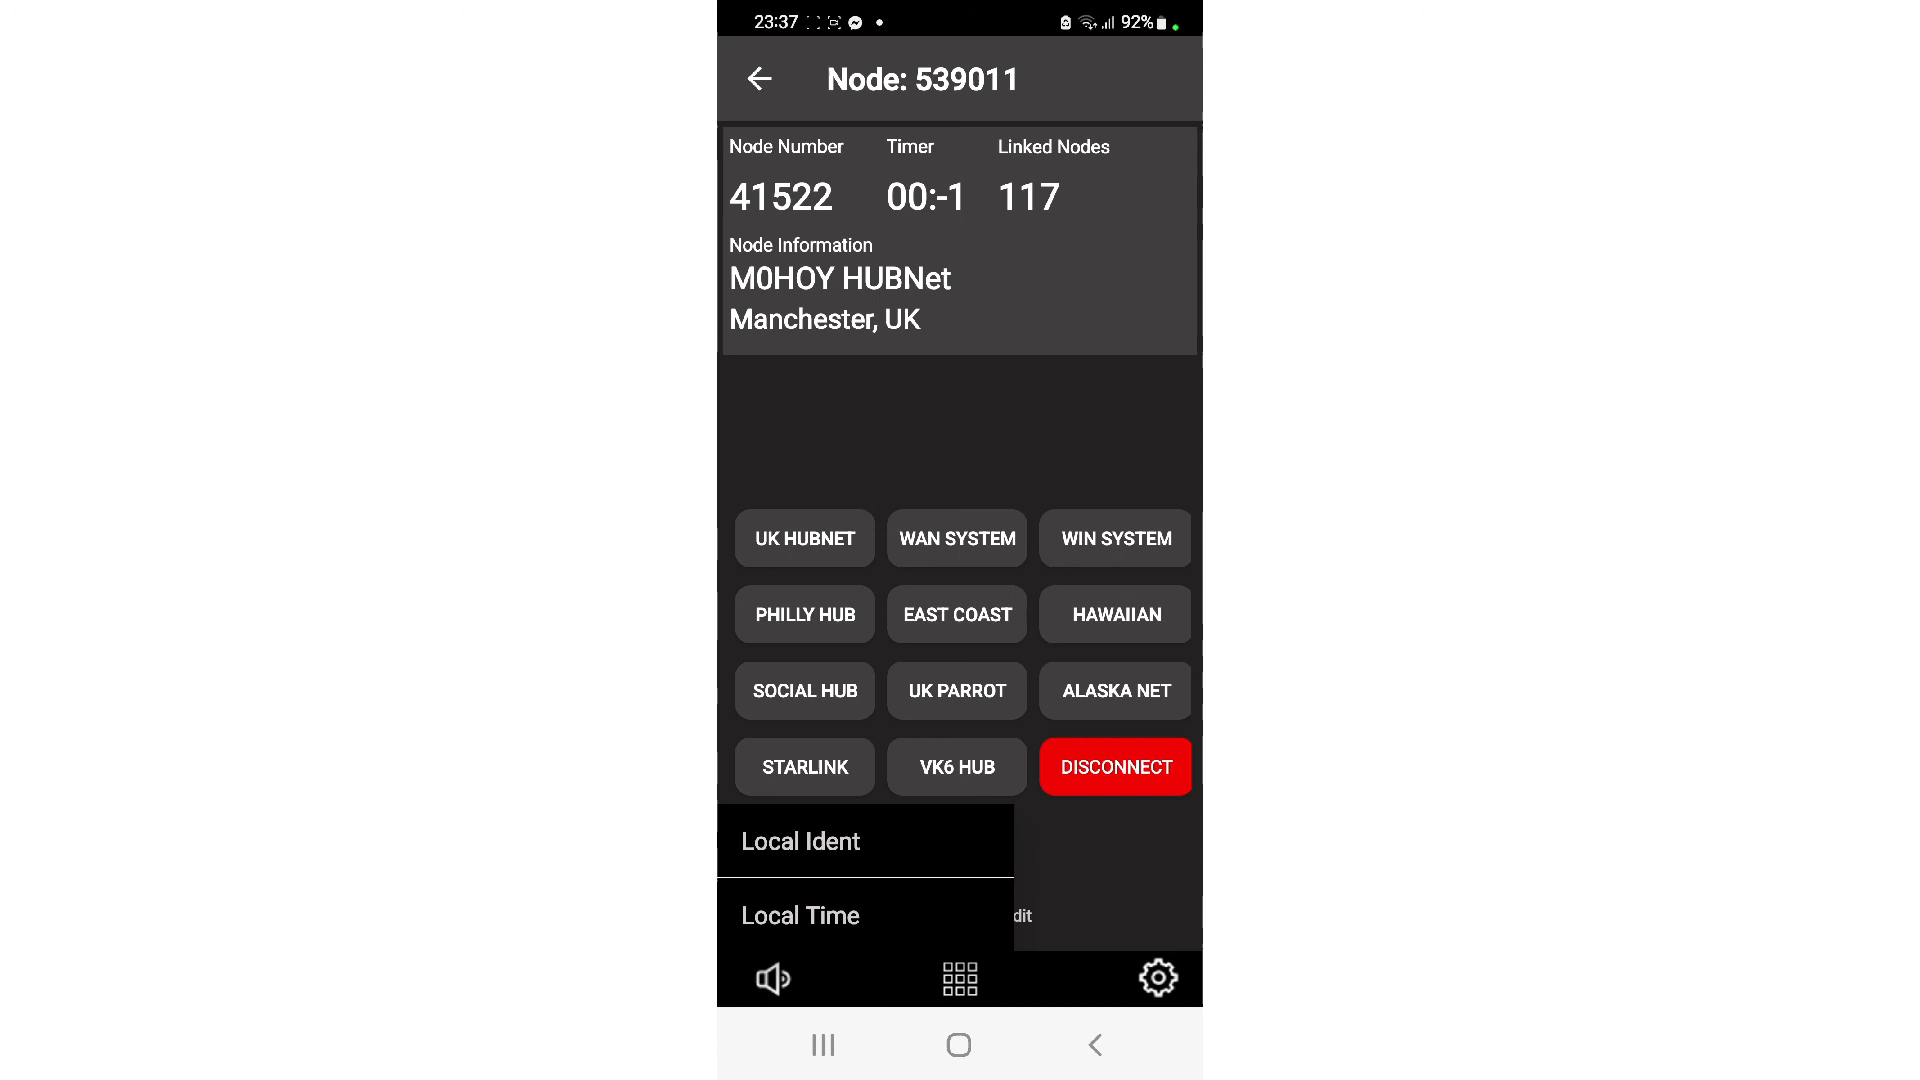 23:37 92%
Node: 539011
Node Number Timer Linked Nodes
41522 00:-1 117
Node Information
M0HOY HUBNet
Manchester, UK
UK HUBNET WAN SYSTEM WIN SYSTEM
PHILLY HUB EAST COAST HAWAIIAN
SOCIAL HUB UK PARROT ALASKA NET
STARLINK VK6 HUB DISCONNECT
Local Ident
Local Time dit